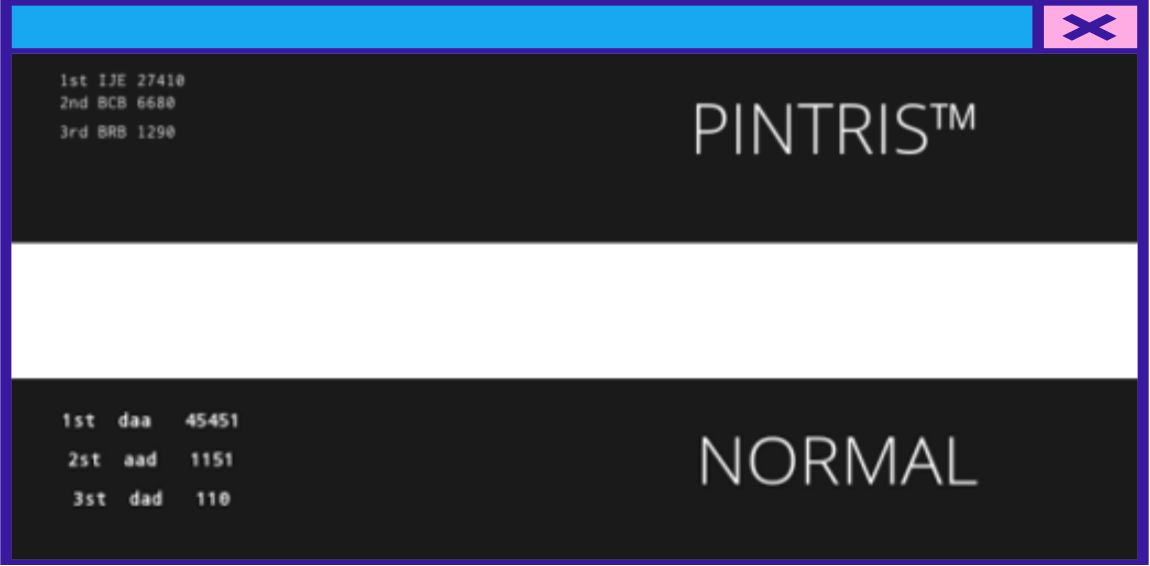 1st IJE 27410
2nd BCB 6680
3rd BRB 1290
PINTRIS™
1st daa 45451
2st aad 1151
3st dad 110
NORMAL